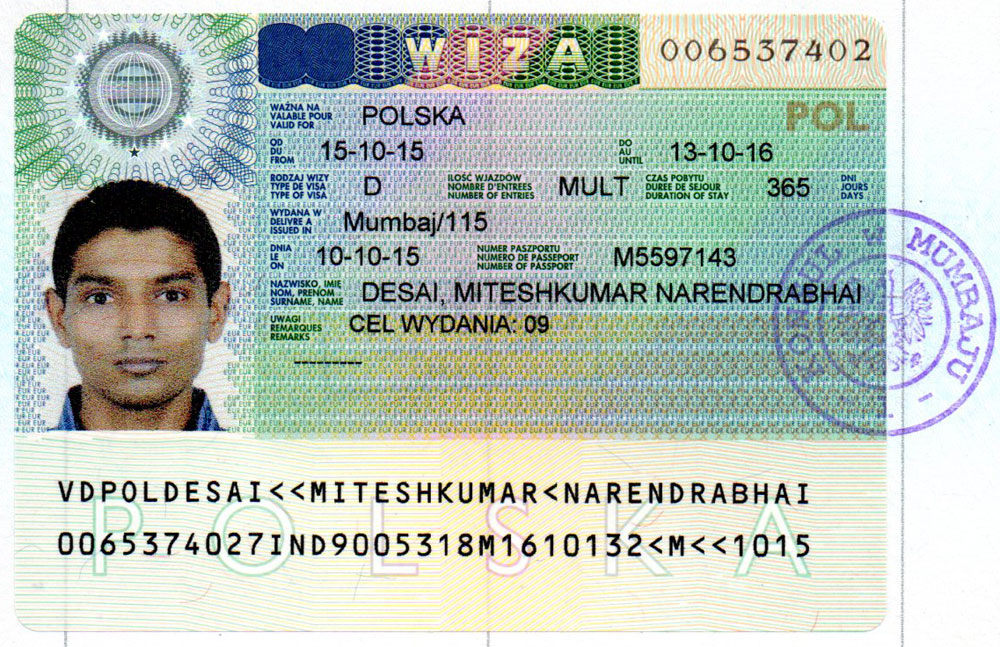 WIZA 006537402
WAŻNA NA
VALABLE POUR
VALID FOR
POLSKA
POL
OD
DU
FROM
15-10-15
DO
AU
UNTIL
13-10-16
RODZAJ WIZY
TYPE DE VISA
TYPE OF VISA
D
ILOŚĆ WJAZDÓW
NOMBRE D'ENTREES
NUMBER OF ENTRIES
MULT
CZAS POBYTU
DUREE DE SEJOUR
DURATION OF STAY
365
DNI
JOURS
DAYS
WYDANA W
DELIVRE A
ISSUED IN
Mumbaj/115
DNIA
LE
ON
10-10-15
NUMER PASZPORTU
NUMERO DE PASSEPORT
NUMBER OF PASSPORT
M5597143
NAZWISKO, IMIĘ
NOM, PRENOM
SURNAME, NAME
DESAI, MITESHKUMAR NARENDRABHAI
UWAGI
REMARQUES
REMARKS
CEL WYDANIA: 09
----------
KONSUL w MUMBAJU
VDPOLDESAI<<MITESHKUMAR<NARENDRABHAI
0065374027IND9005318M1610132<M<<1015
POLSKA